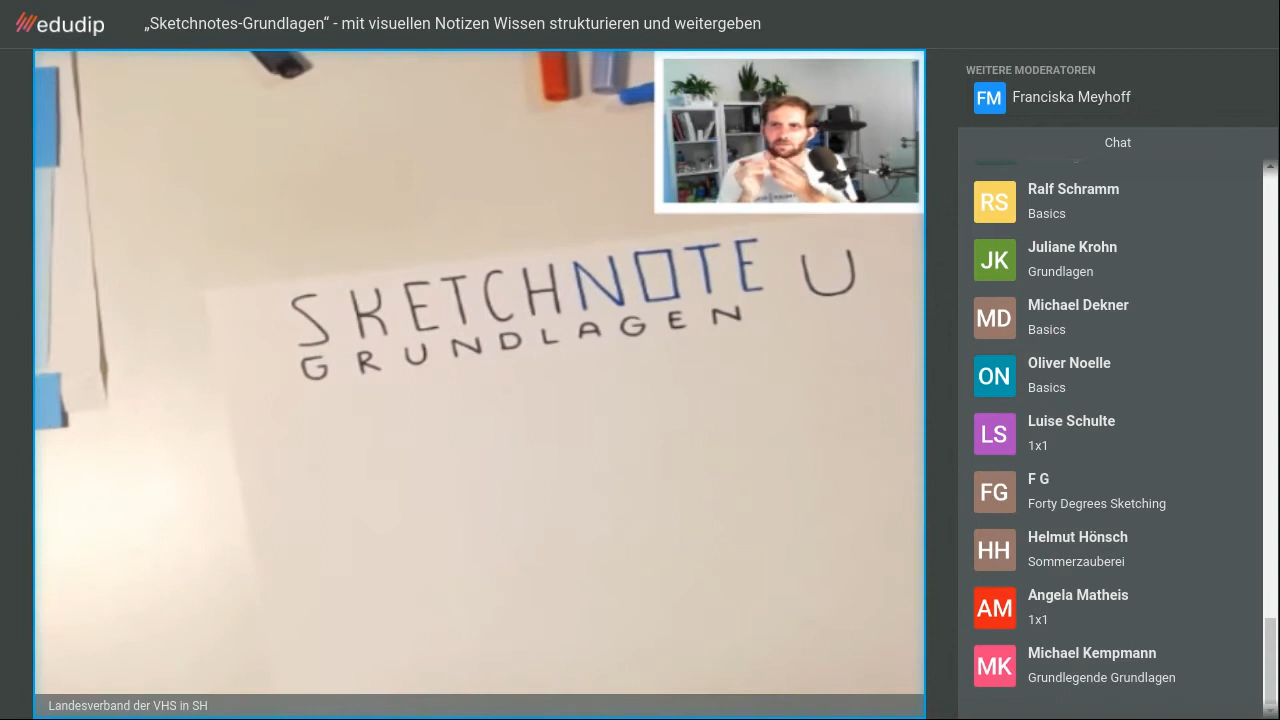 edudip
„Sketchnotes-Grundlagen“ - mit visuellen Notizen Wissen strukturieren und weitergeben
SKETCHNOTE U
GRUNDLAGEN
Landesverband der VHS in SH
WEITERE MODERATOREN
FM Franciska Meyhoff
Chat
RS Ralf Schramm
Basics
JK Juliane Krohn
Grundlagen
MD Michael Dekner
Basics
ON Oliver Noelle
Basics
LS Luise Schulte
1x1
FG F G
Forty Degrees Sketching
HH Helmut Hönsch
Sommerzauberei
AM Angela Matheis
1x1
MK Michael Kempmann
Grundlegende Grundlagen